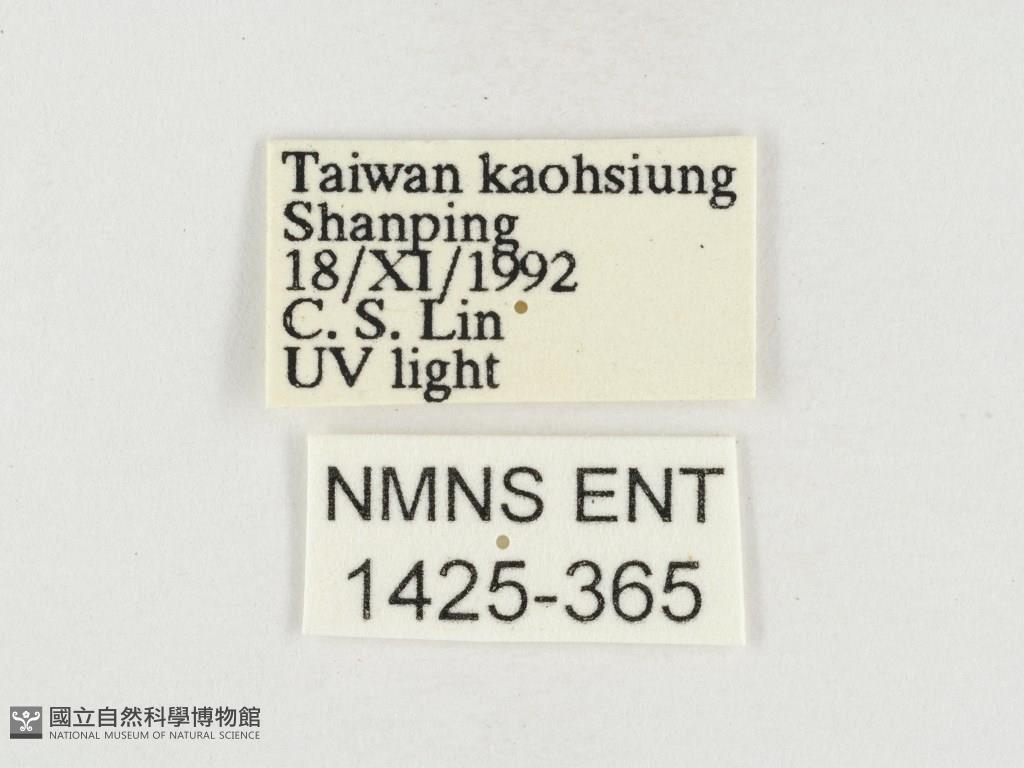 Taiwan kaohsiung
Shanping
18/XI/1992
C. S. Lin
UV light
NMNS ENT
1425-365
國立自然科學博物館
NATIONAL MUSEUM OF NATURAL SCIENCE